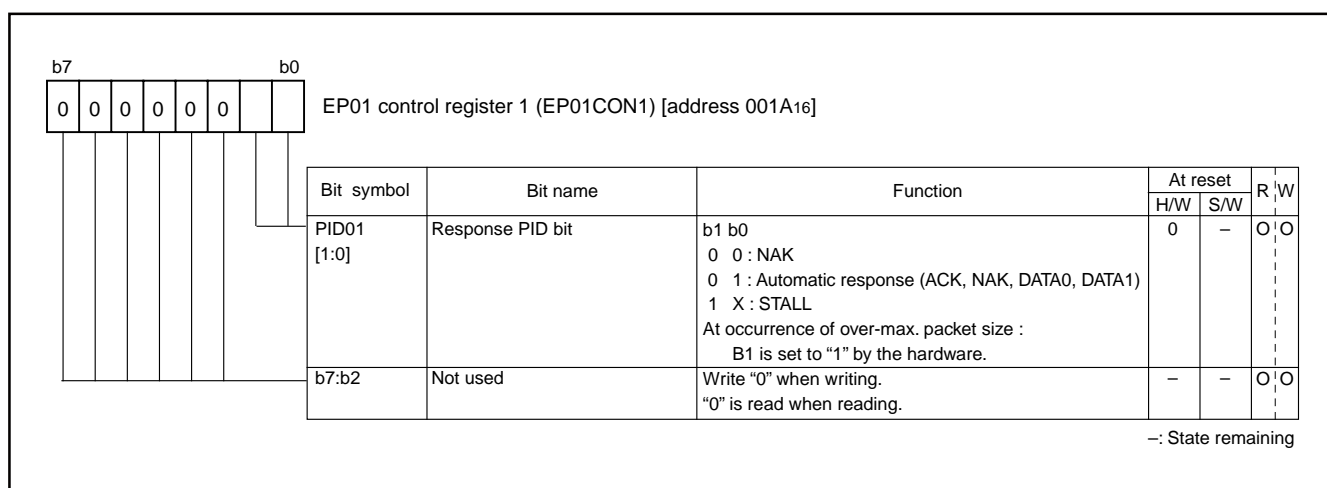 b7 b0
0 0 0 0 0 0
EP01 control register 1 (EP01CON1) [address 001A16]
Bit symbol Bit name Function At reset R W
H/W S/W
PID01 Response PID bit b1 b0 0 – O O
[1:0] 0 0 : NAK
0 1 : Automatic response (ACK, NAK, DATA0, DATA1)
1 X : STALL
At occurrence of over-max. packet size :
B1 is set to “1” by the hardware.
b7:b2 Not used Write “0” when writing. – – O O
“0” is read when reading.
–: State remaining